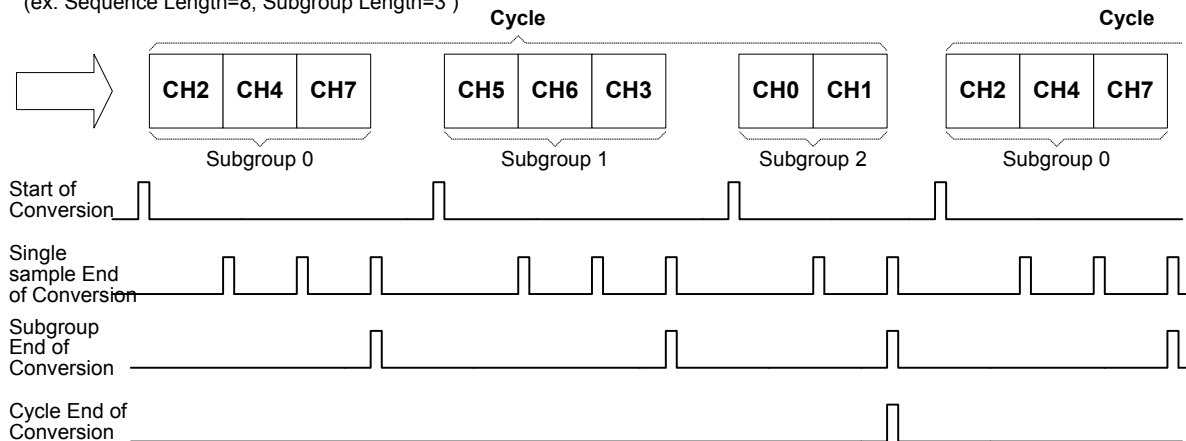 (ex. Sequence Length=8, Subgroup Length=3 )
Cycle
Cycle
CH2 CH4 CH7 CH5 CH6 CH3 CH0 CH1 CH2 CH4 CH7
Subgroup 0 Subgroup 1 Subgroup 2 Subgroup 0
Start of
Conversion
Single
sample End
of Conversion
Subgroup
End of
Conversion
Cycle End of
Conversion